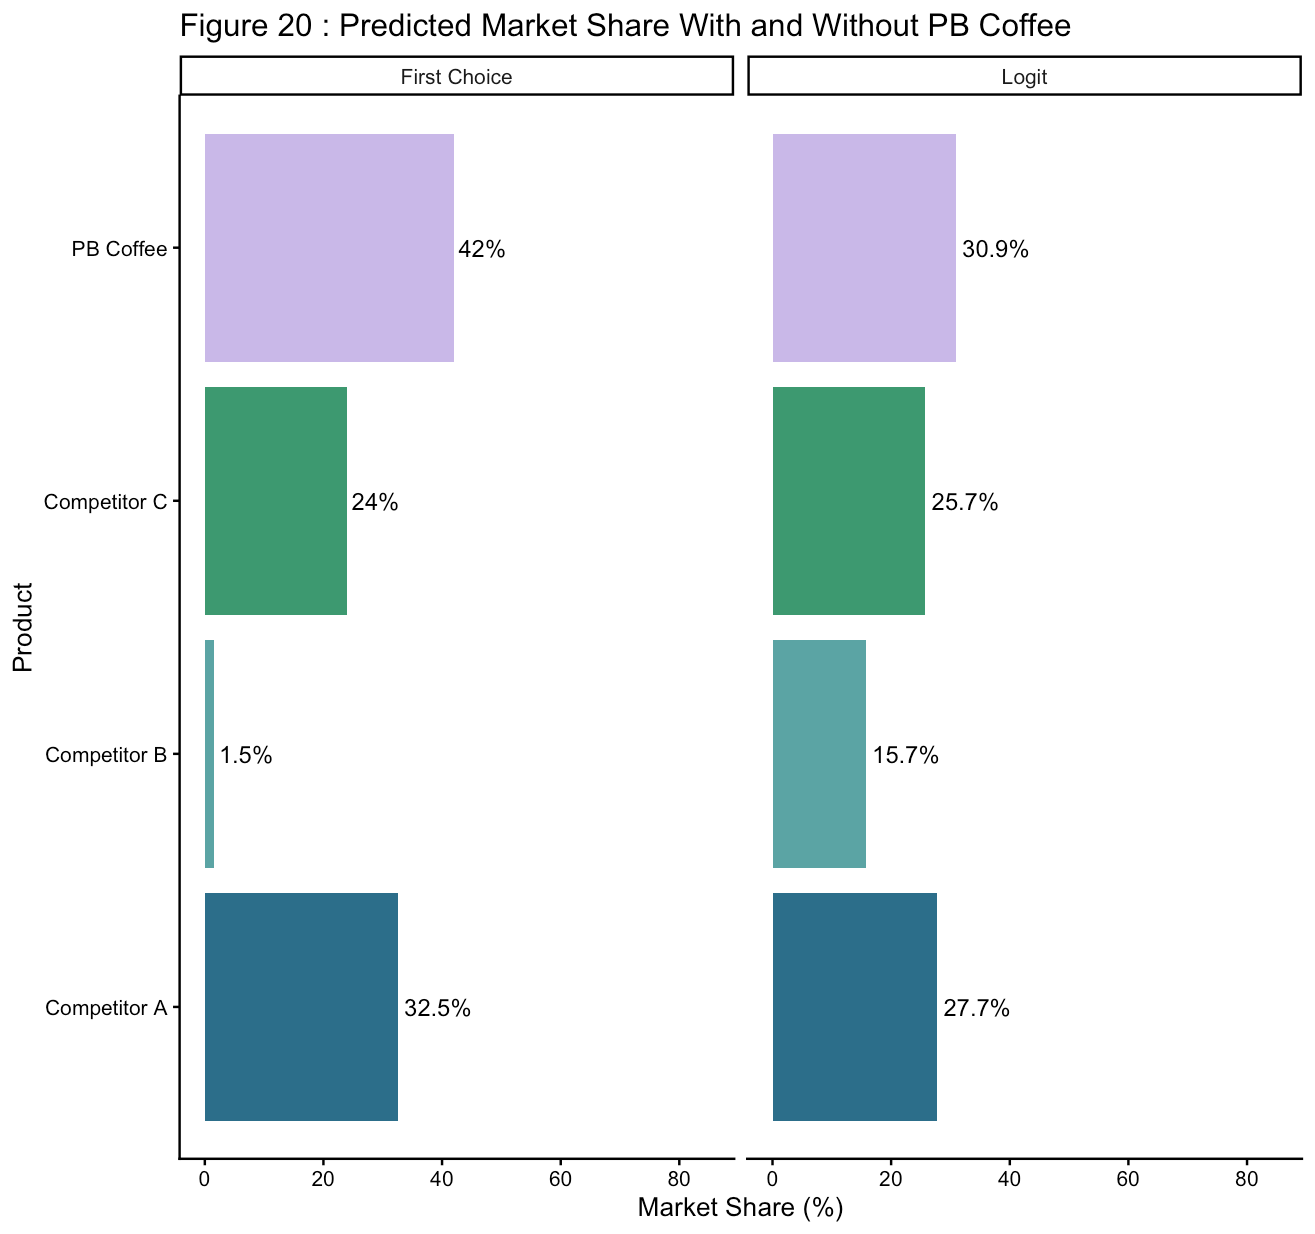 Figure 20 : Predicted Market Share With and Without PB Coffee
First Choice
Logit
PB Coffee
42%
30.9%
Competitor C
24%
25.7%
Product
Competitor B
1.5%
15.7%
Competitor A
32.5%
27.7%
0 20 40 60 80
0 20 40 60 80
Market Share (%)